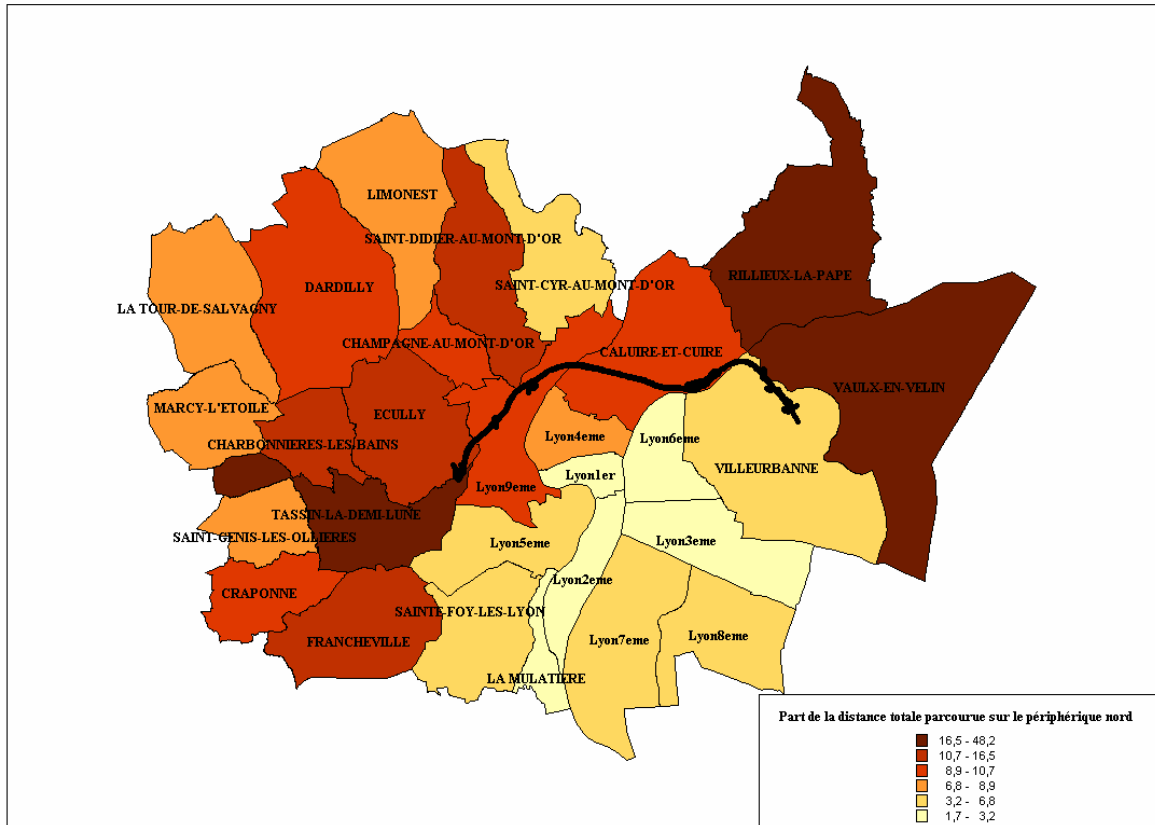 LIMONEST
SAINT-DIDIER-AU-MONT-D'OR
RILLIEUX-LA-PAPE
SAINT-CYR-AU-MONT-D'OR
DARDILLY
LA TOUR-DE-SALVAGNY
CHAMPAGNE-AU-MONT-D'OR
CALUIRE-ET-CUIRE
VAULX-EN-VELIN
MARCY-L'ETOILE
ECULLY
CHARBONNIERES-LES-BAINS
Lyon4eme
Lyon6eme
VILLEURBANNE
Lyon1er
Lyon9eme
TASSIN-LA-DEMI-LUNE
SAINT-GENIS-LES-OLLIERES
Lyon5eme
Lyon3eme
Lyon2eme
CRAPONNE
SAINTE-FOY-LES-LYON
FRANCHEVILLE
Lyon7eme
Lyon8eme
LA MULATIERE
Part de la distance totale parcourue sur le périphérique nord
16,5 - 48,2
10,7 - 16,5
8,9 - 10,7
6,8 - 8,9
3,2 - 6,8
1,7 - 3,2